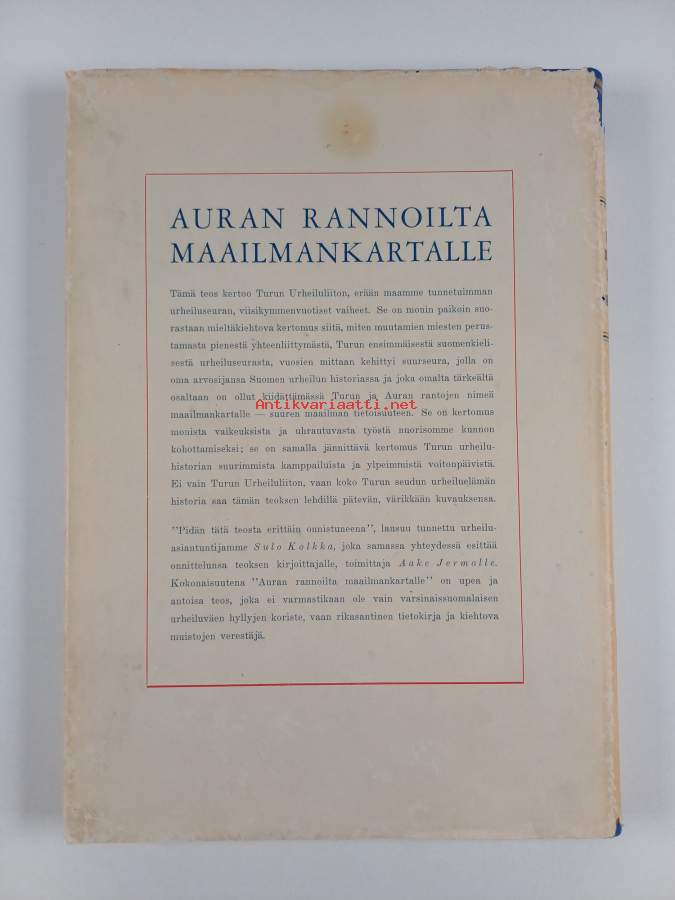 AURAN RANNOILTA
MAAILMANKARTALLE
Tämä teos kertoo Turun Urheiluliiton, erään maamme tunnetuimman
urheiluseuran, viisikymmenvuotiset vaiheet. Se on monin paikoin suo-
rastaan mieltäkiehtova kertomus siitä, miten muutamien miesten perus-
tamasta pienestä yhteenliittymästä, Turun ensimmäisestä suomenkieli-
sestä urheiluseurasta, vuosien mittaan kehittyi suurseura, jolla on
oma arvosijansa Suomen urheilun historiassa ja joka omalta tärkeältä
osaltaan on ollut kiidättämässä Turun ja Auran rantojen nimeä
Antikvariaatti.net
maailmankartalle — suuren maailman tietoisuuteen. Se on kertomus
monista vaikeuksista ja uhrautuvasta työstä nuorisomme kunnon
kohottamiseksi; se on samalla jännittävä kertomus Turun urheilu-
historian suurimmista kamppailuista ja ylpeimmistä voitonpäivistä.
Ei vain Turun Urheiluliiton, vaan koko Turun seudun urheiluelämän
historia saa tämän teoksen lehdillä pätevän, värikkään kuvauksensa.
"Pidän tätä teosta erittäin onnistuneena", lausuu tunnettu urheilu-
asiantuntijamme Sulo Kolkka, joka samassa yhteydessä esittää
onnittelunsa teoksen kirjoittajalle, toimittaja Aake Jermolle.
Kokonaisuutena "Auran rannoilta maailmankartalle" on upea ja
antoisa teos, joka ei varmastikaan ole vain varsinaissuomalaisen
urheiluväen hyllyjen koriste, vaan rikasantinen tietokirja ja kiehtova
muistojen verestäjä.